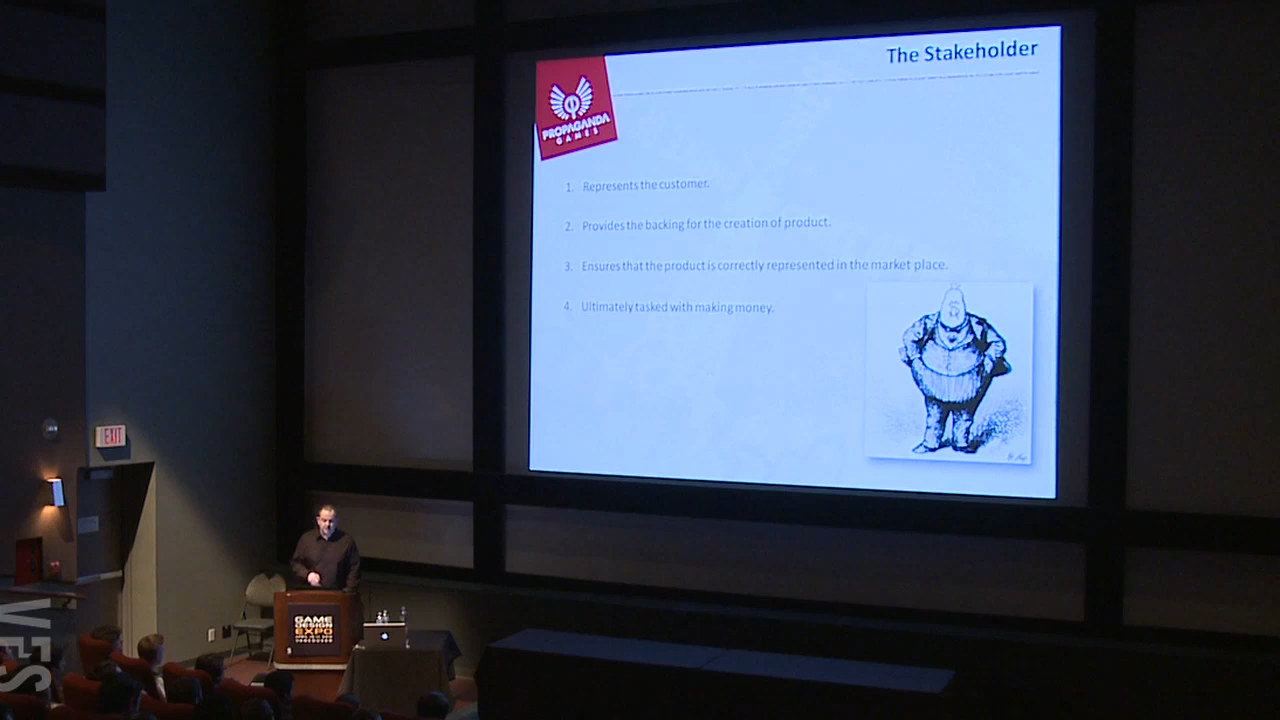 The Stakeholder
PROPAGANDA
GAMES
1. Represents the customer.
2. Provides the backing for the creation of product.
3. Ensures that the product is correctly represented in the market place.
4. Ultimately tasked with making money.
EXIT
GAME
DESIGN
EXPO
VANCOUVER
VFS